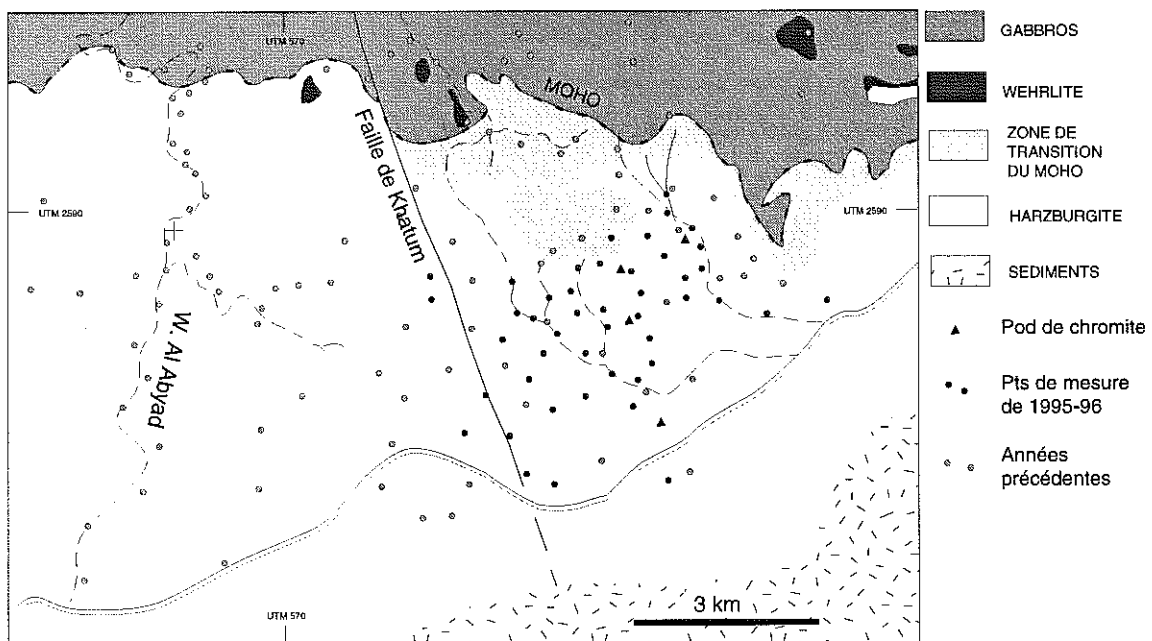 UTM 570
MOHO
Faille de Khatum
UTM 2590
UTM 2590
W. Al Abyad
UTM 570
3 km
GABBROS
WEHRLITE
ZONE DE
TRANSITION
DU MOHO
HARZBURGITE
SEDIMENTS
Pod de chromite
Pts de mesure
de 1995-96
Années
précédentes